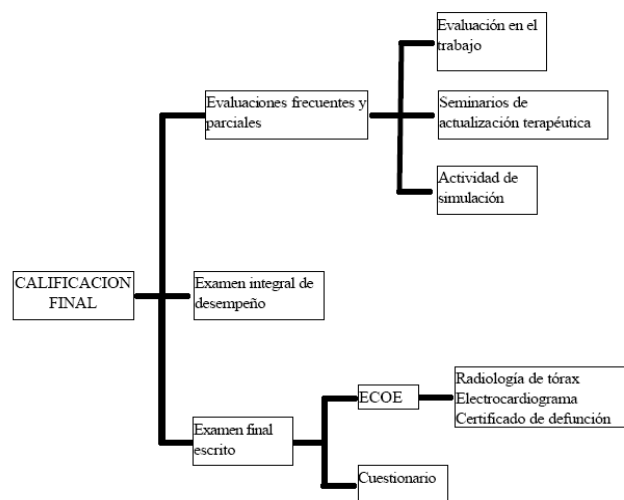 Evaluación en el
trabajo
Evaluaciones frecuentes y
parciales
Seminarios de
actualización terapéutica
Actividad de
simulación
CALIFICACION
FINAL
Examen integral de
desempeño
Examen final
escrito
ECOE
Radiología de tórax
Electrocardiograma
Certificado de defunción
Cuestionario